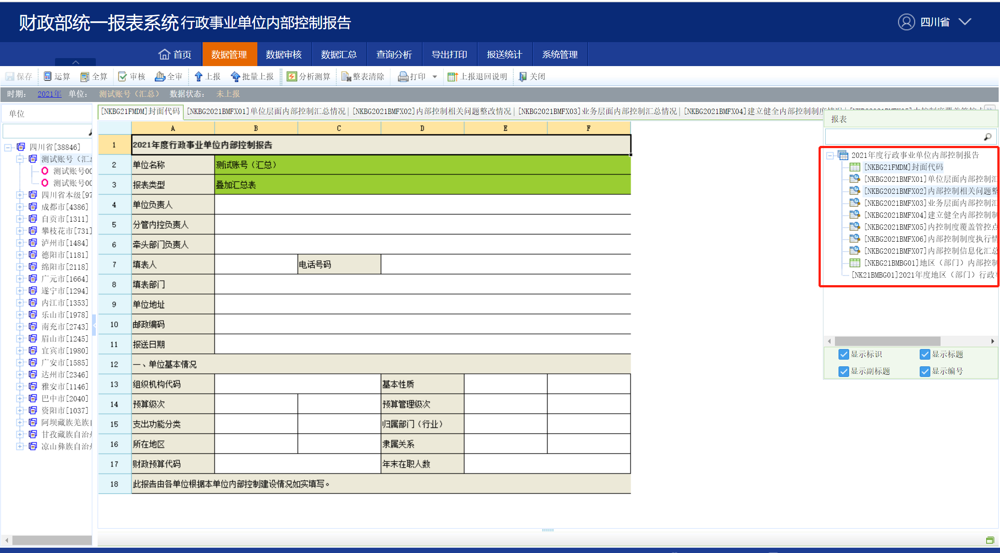 财政部统一报表系统 行政事业单位内部控制报告
四川省
首页
数据管理
数据审核
数据汇总
查询分析
导出打印
报送统计
系统管理
保存
运算
全算
审核
全审
上报
批量上报
分析测算
整表清除
打印
上报退回说明
关闭
时期： 2021年 单位： 测试账号（汇总） 数据状态： 未上报
单位
四川省[38846]
测试账号（汇
测试账号00
测试账号00
四川省本级[97
成都市[4386]
自贡市[1311]
攀枝花市[731]
泸州市[1484]
德阳市[1181]
绵阳市[2118]
广元市[1664]
遂宁市[1294]
内江市[1353]
乐山市[1978]
南充市[2743]
眉山市[1245]
宜宾市[1980]
广安市[1585]
达州市[2346]
雅安市[1146]
巴中市[2040]
资阳市[1037]
阿坝藏族羌族
甘孜藏族自治
凉山彝族自治
[NKBG21FMDM]封面代码
[NKBG2021BMFX01]单位层面内部控制汇总情况
[NKBG2021BMFX02]内部控制相关问题整改情况
[NKBG2021BMFX03]业务层面内部控制汇总情况
[NKBG2021BMFX04]建立健全内部控制制度情况
A B C D E F
1 2021年度行政事业单位内部控制报告
2 单位名称 测试账号（汇总）
3 报表类型 叠加汇总表
4 单位负责人
5 分管内控负责人
6 牵头部门负责人
7 填表人 电话号码
8 填表部门
9 单位地址
10 邮政编码
11 报送日期
12 一、单位基本情况
13 组织机构代码 基本性质
14 预算级次 预算管理级次
15 支出功能分类 归属部门（行业）
16 所在地区 隶属关系
17 财政预算代码 年末在职人数
18 此报告由各单位根据本单位内部控制建设情况如实填写。
报表
2021年度行政事业单位内部控制报告
[NKBG21FMDM]封面代码
[NKBG2021BMFX01]单位层面内部控制汇
[NKBG2021BMFX02]内部控制相关问题整
[NKBG2021BMFX03]业务层面内部控制汇
[NKBG2021BMFX04]建立健全内部控制制
[NKBG2021BMFX05]内控制度覆盖管控点
[NKBG2021BMFX06]内部控制制度执行情
[NKBG2021BMFX07]内部控制信息化汇总
[NKBG21BMBG01]地区（部门）内部控制
[NK21BMBG01]2021年度地区（部门）行政
显示标识
显示标题
显示副标题
显示编号